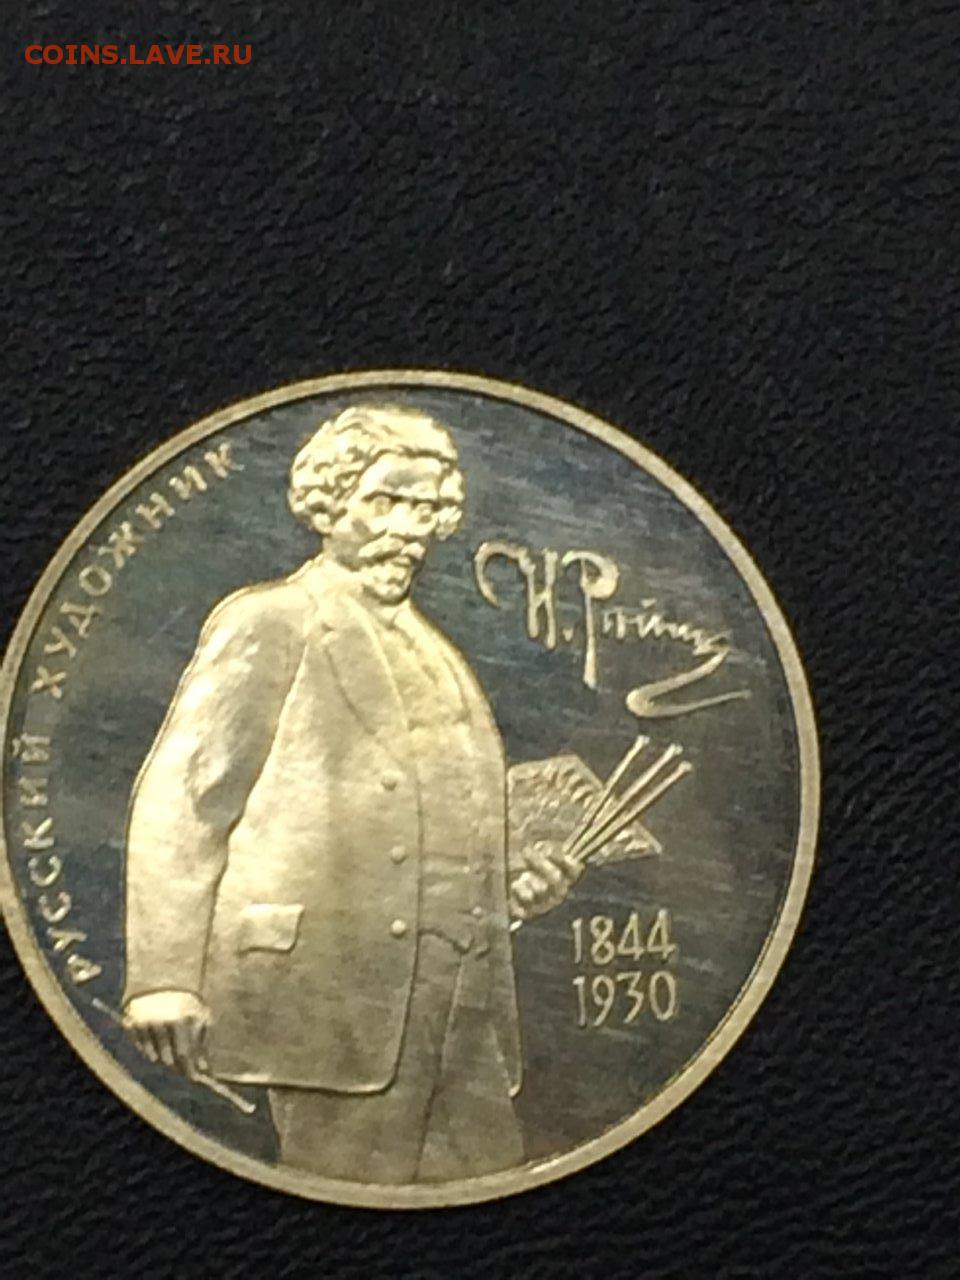 COINS.LAVE.RU
РУССКИЙ ХУДОЖНИК
И. Репин
1844
1930